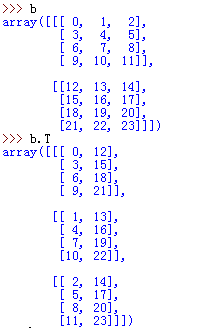 >>> b
array([[[ 0,  1,  2],
        [ 3,  4,  5],
        [ 6,  7,  8],
        [ 9, 10, 11]],

       [[12, 13, 14],
        [15, 16, 17],
        [18, 19, 20],
        [21, 22, 23]]])
>>> b.T
array([[[ 0, 12],
        [ 3, 15],
        [ 6, 18],
        [ 9, 21]],

       [[ 1, 13],
        [ 4, 16],
        [ 7, 19],
        [10, 22]],

       [[ 2, 14],
        [ 5, 17],
        [ 8, 20],
        [11, 23]]])